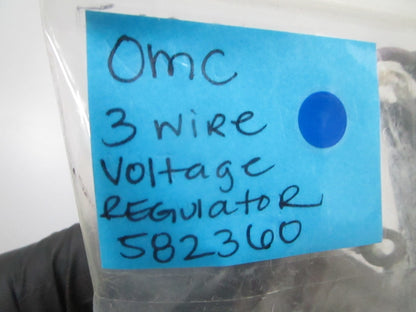 OMC
3 WiRe
Voltage
REGulatoR
582360